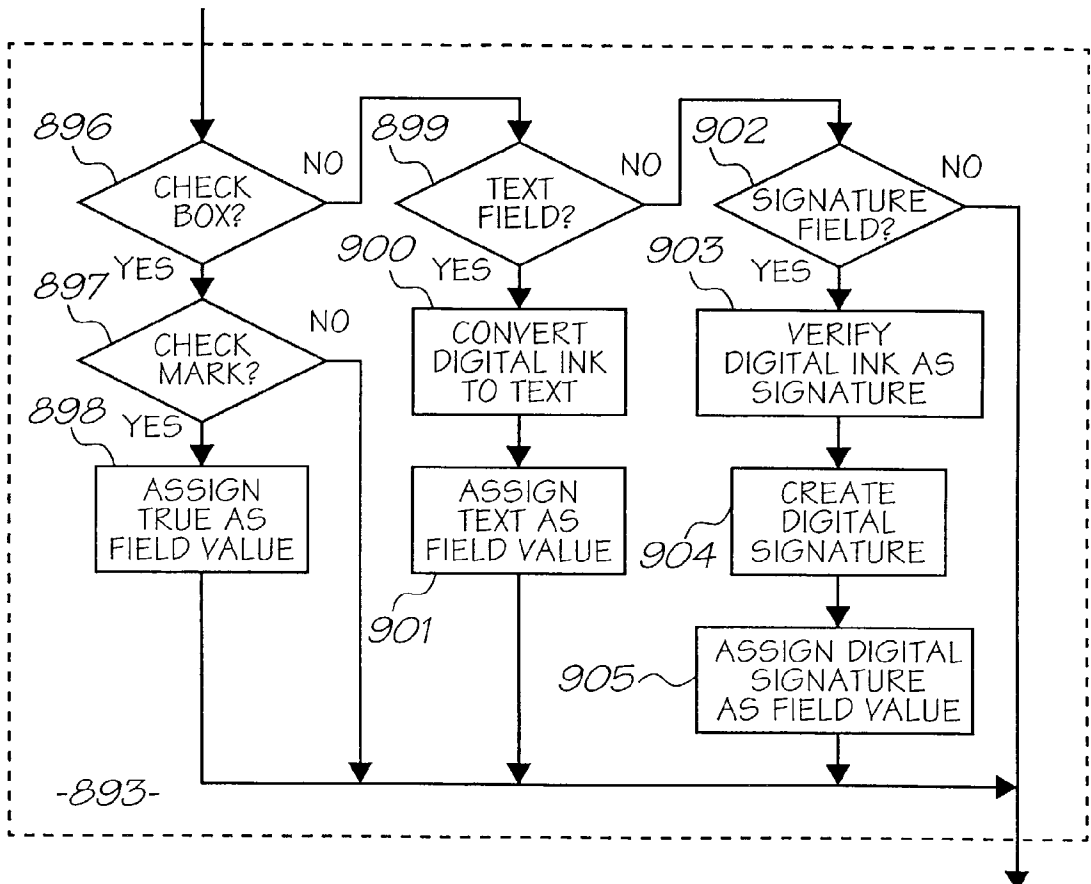 896
CHECK
BOX?
NO
YES
899
TEXT
FIELD?
NO
YES
902
SIGNATURE
FIELD?
NO
YES
897
CHECK
MARK?
NO
YES
900
CONVERT
DIGITAL INK
TO TEXT
903
VERIFY
DIGITAL INK AS
SIGNATURE
898
ASSIGN
TRUE AS
FIELD VALUE
ASSIGN
TEXT AS
FIELD VALUE
901
CREATE
DIGITAL
SIGNATURE
904
ASSIGN DIGITAL
SIGNATURE
AS FIELD VALUE
905
-893-